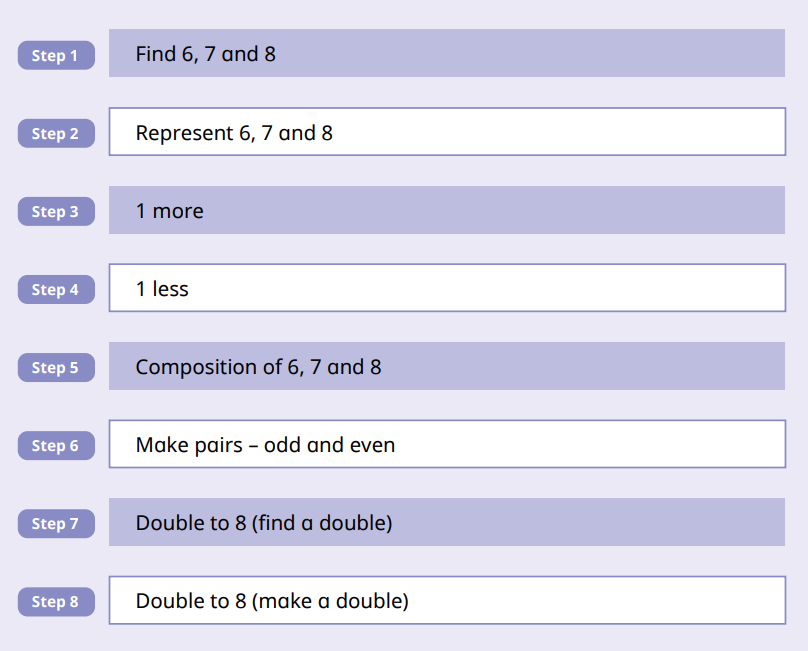 Step 1 Find 6, 7 and 8
Step 2 Represent 6, 7 and 8
Step 3 1 more
Step 4 1 less
Step 5 Composition of 6, 7 and 8
Step 6 Make pairs – odd and even
Step 7 Double to 8 (find a double)
Step 8 Double to 8 (make a double)